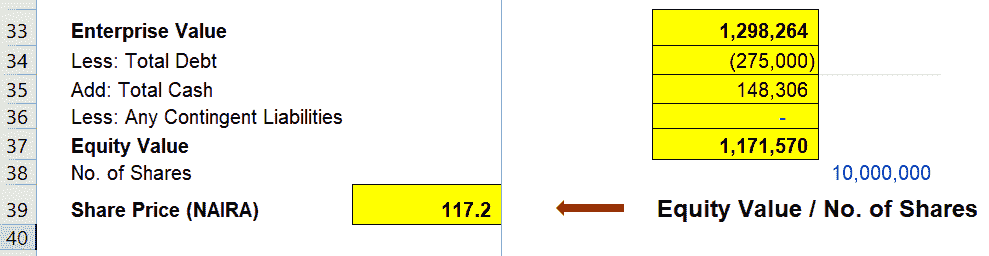 33 Enterprise Value 1,298,264
34 Less: Total Debt (275,000)
35 Add: Total Cash 148,306
36 Less: Any Contingent Liabilities -
37 Equity Value 1,171,570
38 No. of Shares 10,000,000
39 Share Price (NAIRA) 117.2 Equity Value / No. of Shares
40